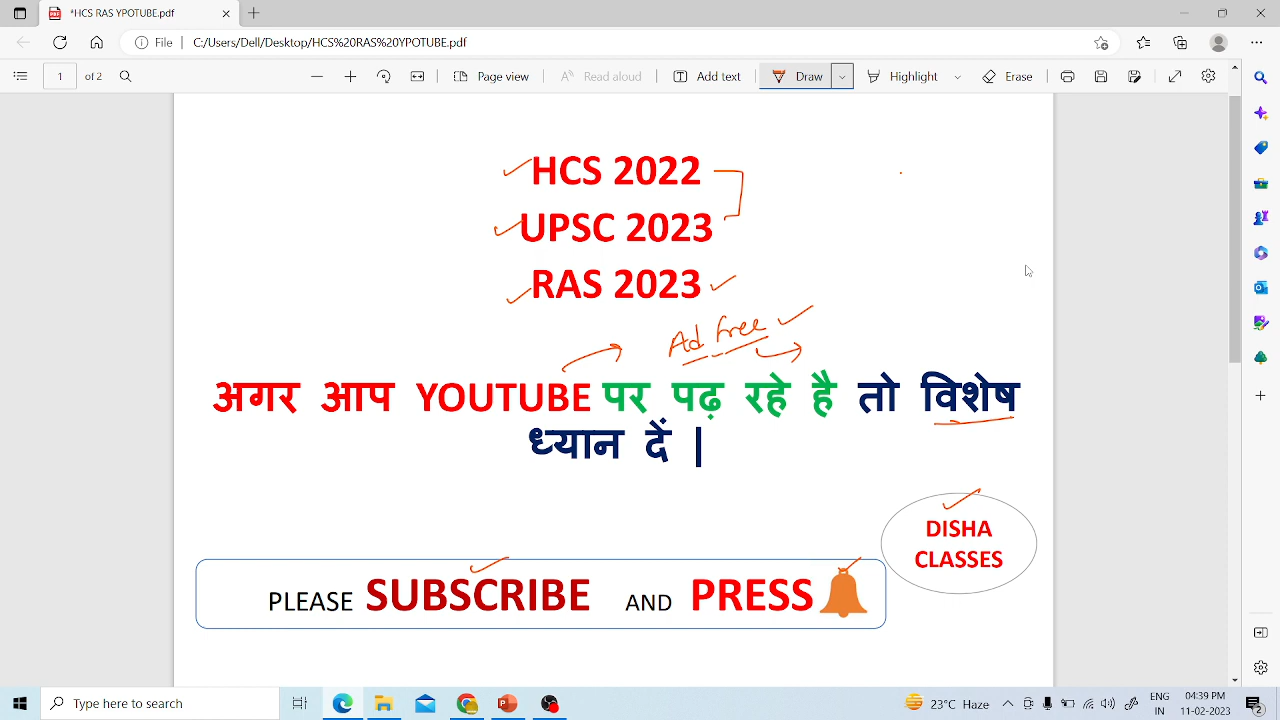 *HCS RAS YPOTUBE.pdf
File C:/Users/Dell/Desktop/HCS%20RAS%20YPOTUBE.pdf
1 of 2 Page view Read aloud Add text Draw Highlight Erase
HCS 2022
UPSC 2023
RAS 2023
Ad free
अगर आप YOUTUBE पर पढ़ रहे है तो विशेष
ध्यान दें |
DISHA
CLASSES
PLEASE SUBSCRIBE AND PRESS
Type here to search
23°C Haze
ENG
IN
04:39 PM
11-02-2023
2